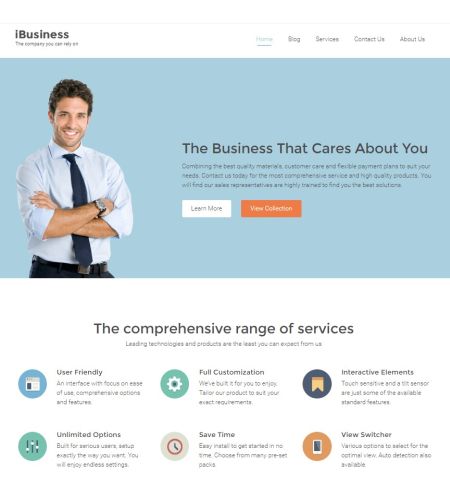 iBusiness
The company you can rely on
Home Blog Services Contact Us About Us
The Business That Cares About You
Combining the best quality materials, customer care and flexible payment plans to suit your
needs. Contact us today for the most comprehensive service and high quality products. You
will find our sales representatives are highly trained to find you the best solutions.
Learn More View Collection
The comprehensive range of services
Leading technologies and products are the least you can expect from us
User Friendly
An interface with focus on ease
of use, comprehensive options
and features.
Full Customization
We've built it for you to enjoy.
Tailor our product to suit your
exact requirements.
Interactive Elements
Touch sensitive and a tilt sensor
are just some of the available
standard features.
Unlimited Options
Built for serious users, setup
exactly the way you want. You
will enjoy endless settings.
Save Time
Easy install to get started in no
time. Choose from many pre-set
packs.
View Switcher
Various options to select for the
optimal view. Auto detection also
available.